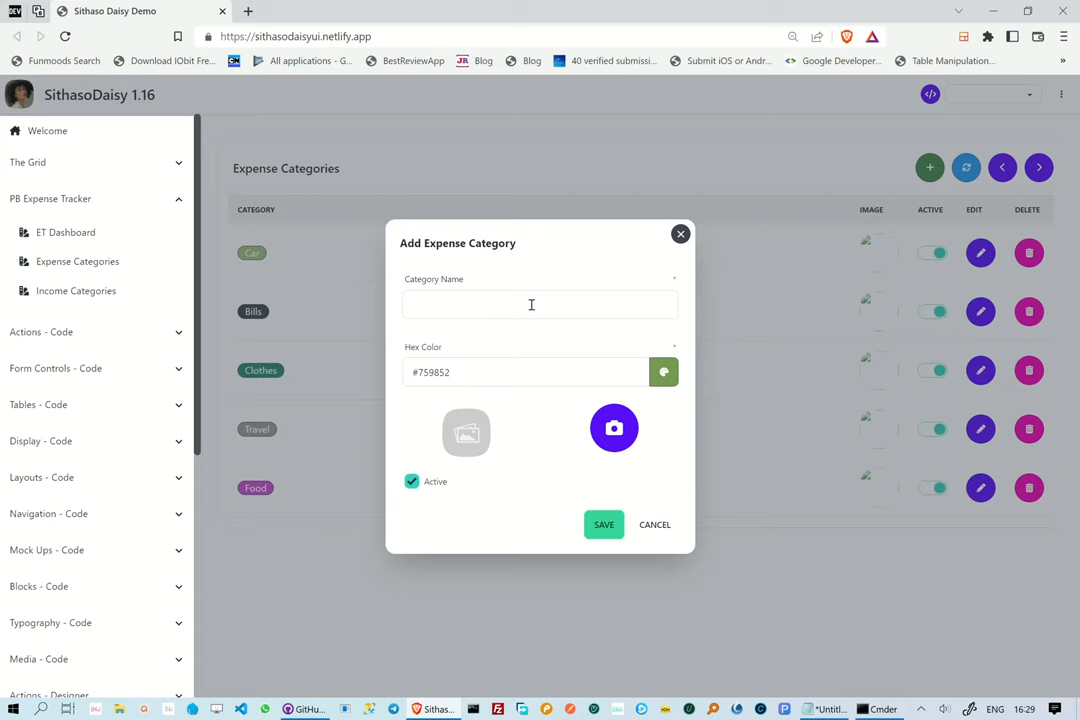 DEV
Sithaso Daisy Demo
https://sithasodaisyui.netlify.app
Funmoods Search
Download IObit Fre...
All applications - G...
BestReviewApp
JR Blog
Blog
40 verified submissi...
Submit iOS or Andr...
Google Developer...
Table Manipulation...
»
SithasoDaisy 1.16
Welcome
The Grid
PB Expense Tracker
ET Dashboard
Expense Categories
Income Categories
Actions - Code
Form Controls - Code
Tables - Code
Display - Code
Layouts - Code
Navigation - Code
Mock Ups - Code
Blocks - Code
Typography - Code
Media - Code
Actions - Designer
Expense Categories
CATEGORY
IMAGE
ACTIVE
EDIT
DELETE
Car
Bills
Clothes
Travel
Food
Add Expense Category
Category Name *
Hex Color *
#759852
Active
SAVE
CANCEL
GitHu...
Sithas...
*Untitl...
Cmder
ENG
16:29